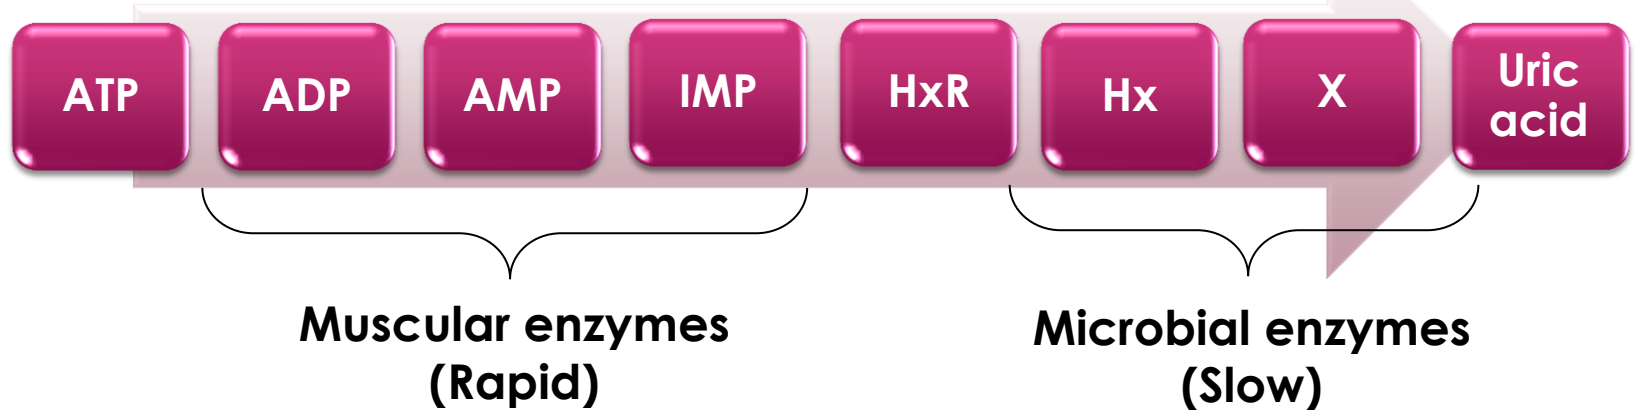 ATP
ADP
AMP
IMP
HxR
Hx
X
Uric
acid
Muscular enzymes
(Rapid)
Microbial enzymes
(Slow)